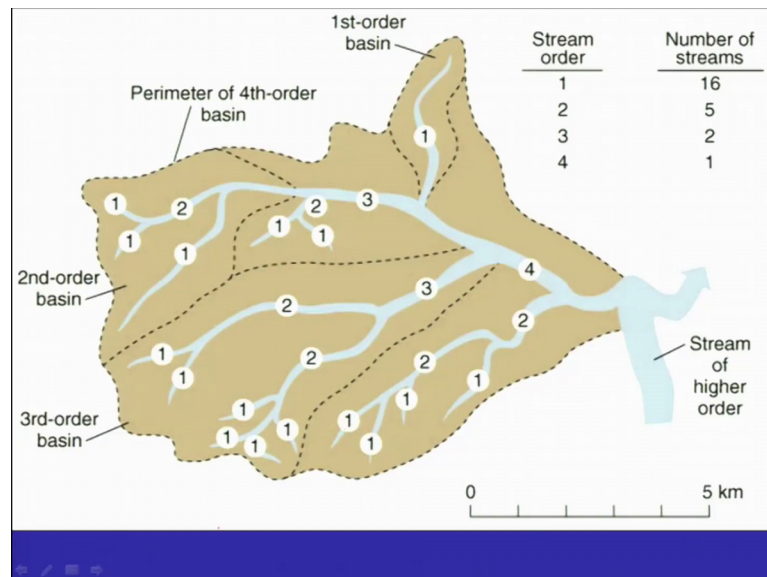 1st-order
basin
Stream
order
Number of
streams
1 16
2 5
3 2
4 1
Perimeter of 4th-order
basin
1
1
2
3
2
1
1
1
1
1
4
2nd-order
basin
3
2
2
2
2
1
1
1
1
1
1
1
1
1
1
1
3rd-order
basin
Stream
of
higher
order
0 5 km